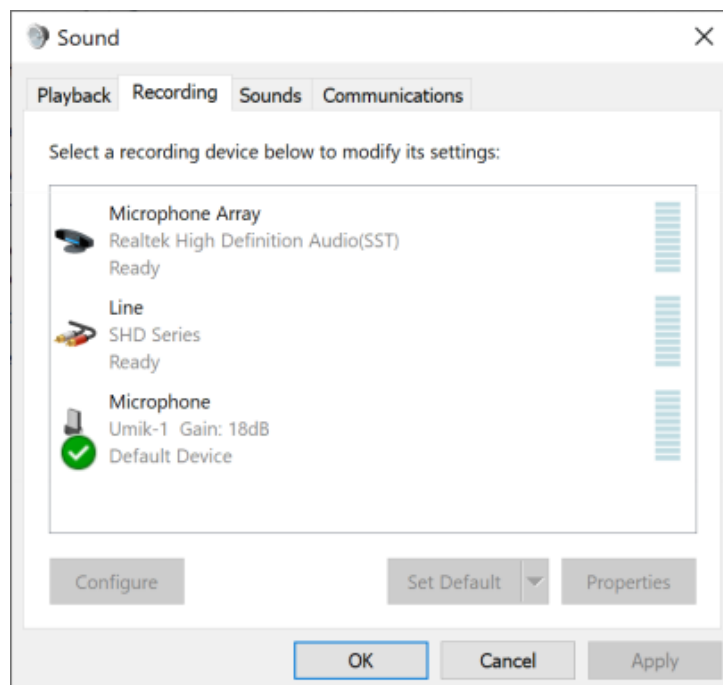 Sound
Playback Recording Sounds Communications
Select a recording device below to modify its settings:
Microphone Array
Realtek High Definition Audio(SST)
Ready
Line
SHD Series
Ready
Microphone
Umik-1 Gain: 18dB
Default Device
Configure Set Default Properties
OK Cancel Apply